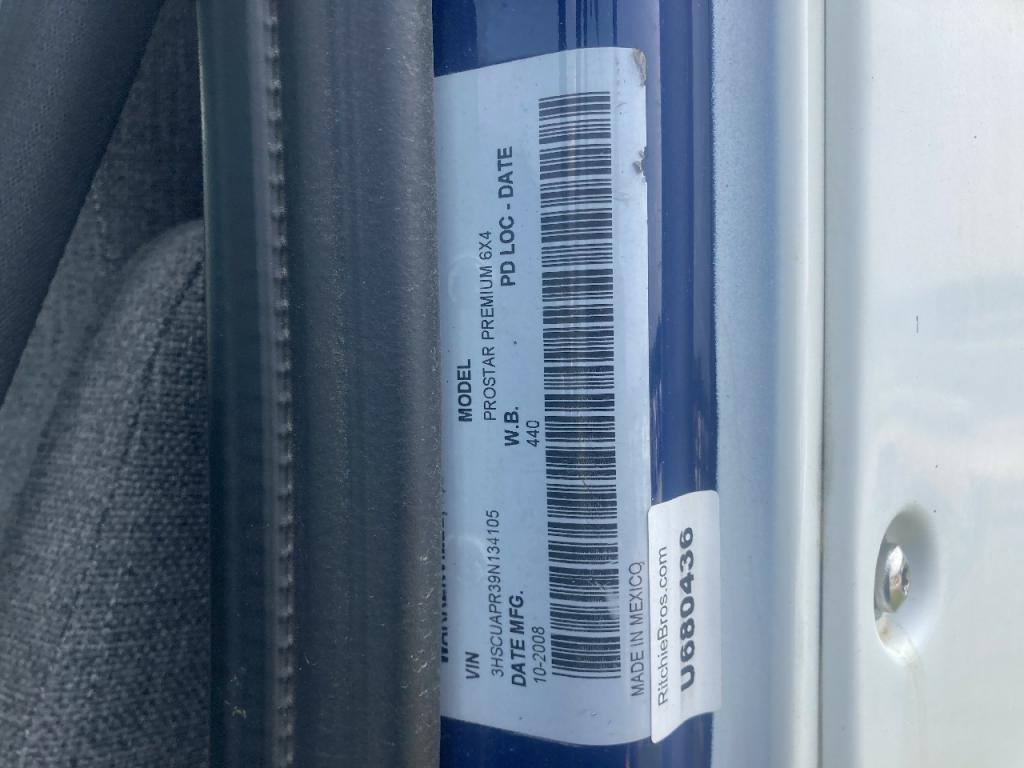 VIN
3HSCUAPR39N134105
MODEL
PROSTAR PREMIUM 6X4
DATE MFG.
10-2008
W.B.
440
PD LOC - DATE
MADE IN MEXICO
RitchieBros.com
U680436